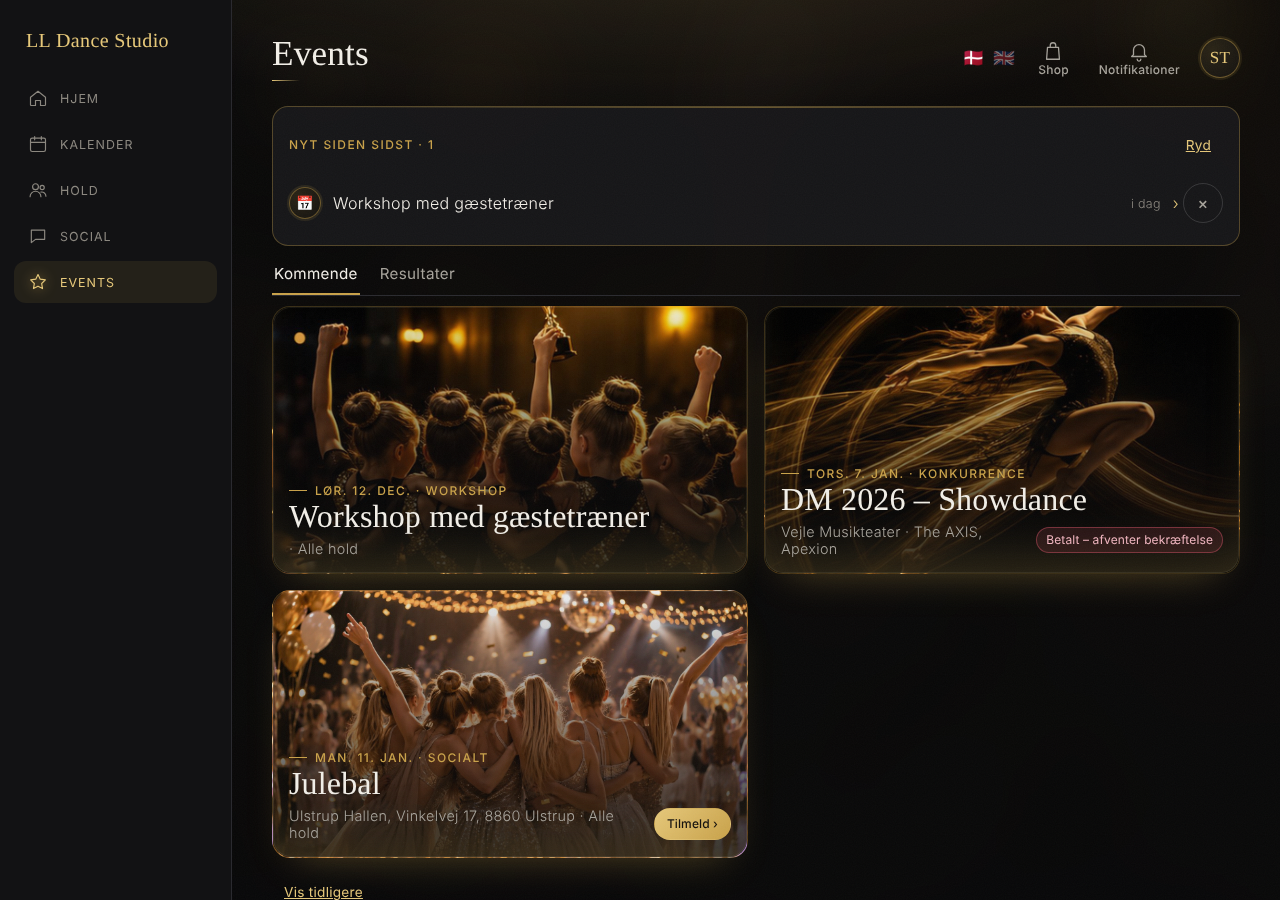 LL Dance Studio
HJEM
KALENDER
HOLD
SOCIAL
EVENTS
Events
Shop
Notifikationer
ST
NYT SIDEN SIDST · 1
Ryd
Workshop med gæstetræner
i dag › ×
Kommende
Resultater
LØR. 12. DEC. · WORKSHOP
Workshop med gæstetræner
· Alle hold
TORS. 7. JAN. · KONKURRENCE
DM 2026 – Showdance
Vejle Musikteater · The AXIS,
Apexion
Betalt – afventer bekræftelse
MAN. 11. JAN. · SOCIALT
Julebal
Ulstrup Hallen, Vinkelvej 17, 8860 Ulstrup · Alle
hold
Tilmeld ›
Vis tidligere